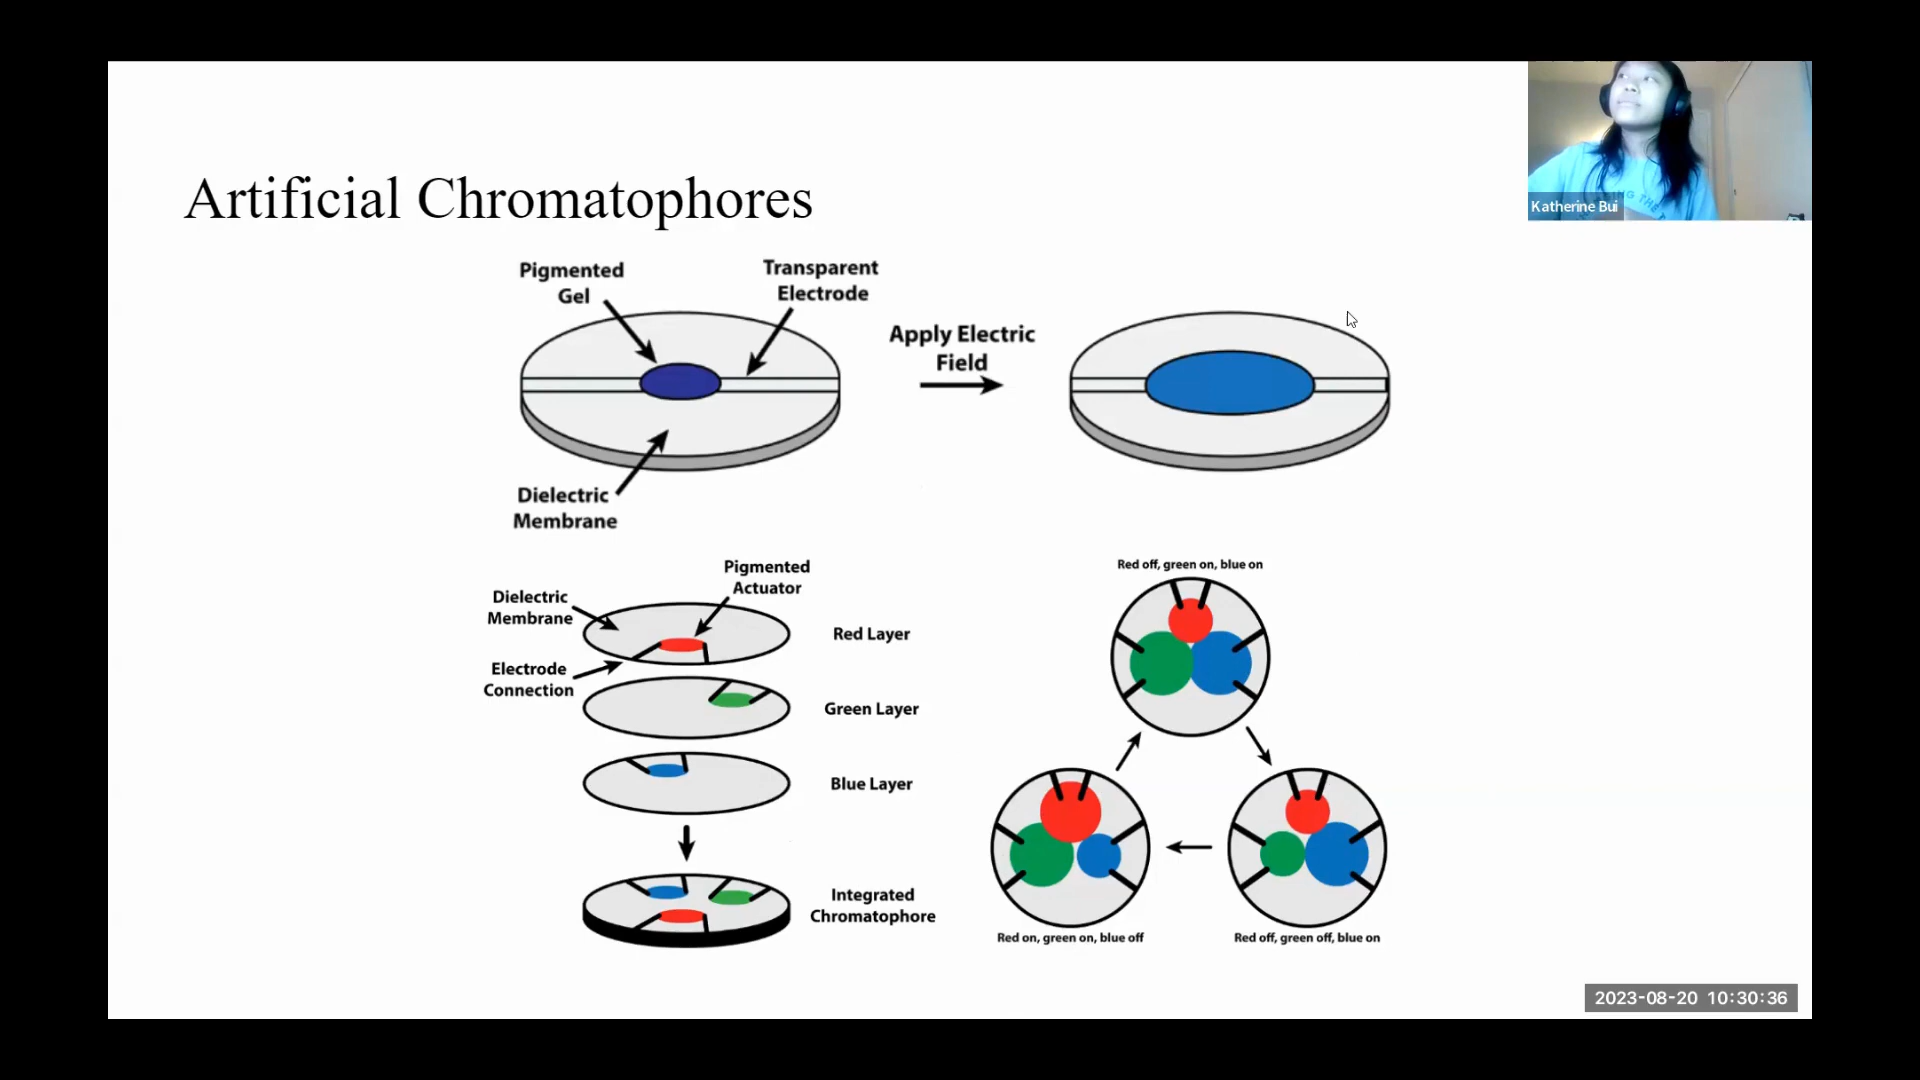 Artificial Chromatophores
Katherine Bui
Pigmented
Gel
Transparent
Electrode
Apply Electric
Field
Dielectric
Membrane
Pigmented
Actuator
Dielectric
Membrane
Electrode
Connection
Red Layer
Green Layer
Blue Layer
Integrated
Chromatophore
Red off, green on, blue on
Red on, green on, blue off
Red off, green off, blue on
2023-08-20 10:30:36